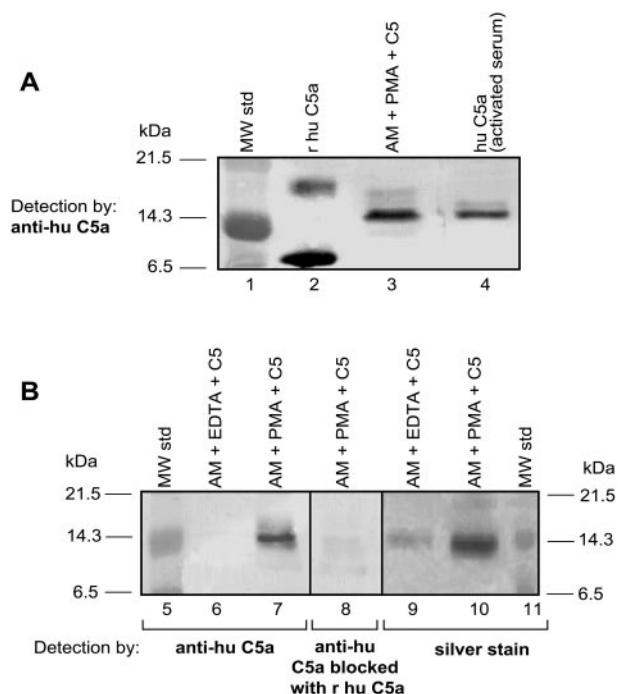 A
kDa
MW std
r hu C5a
AM + PMA + C5
hu C5a
(activated serum)
21.5
14.3
6.5
Detection by:
anti-hu C5a
1 2 3 4
B
kDa
MW std
AM + EDTA + C5
AM + PMA + C5
AM + PMA + C5
AM + EDTA + C5
AM + PMA + C5
MW std
kDa
21.5 21.5
14.3 14.3
6.5 6.5
5 6 7 8 9 10 11
Detection by: anti-hu C5a anti-hu silver stain
C5a blocked
with r hu C5a